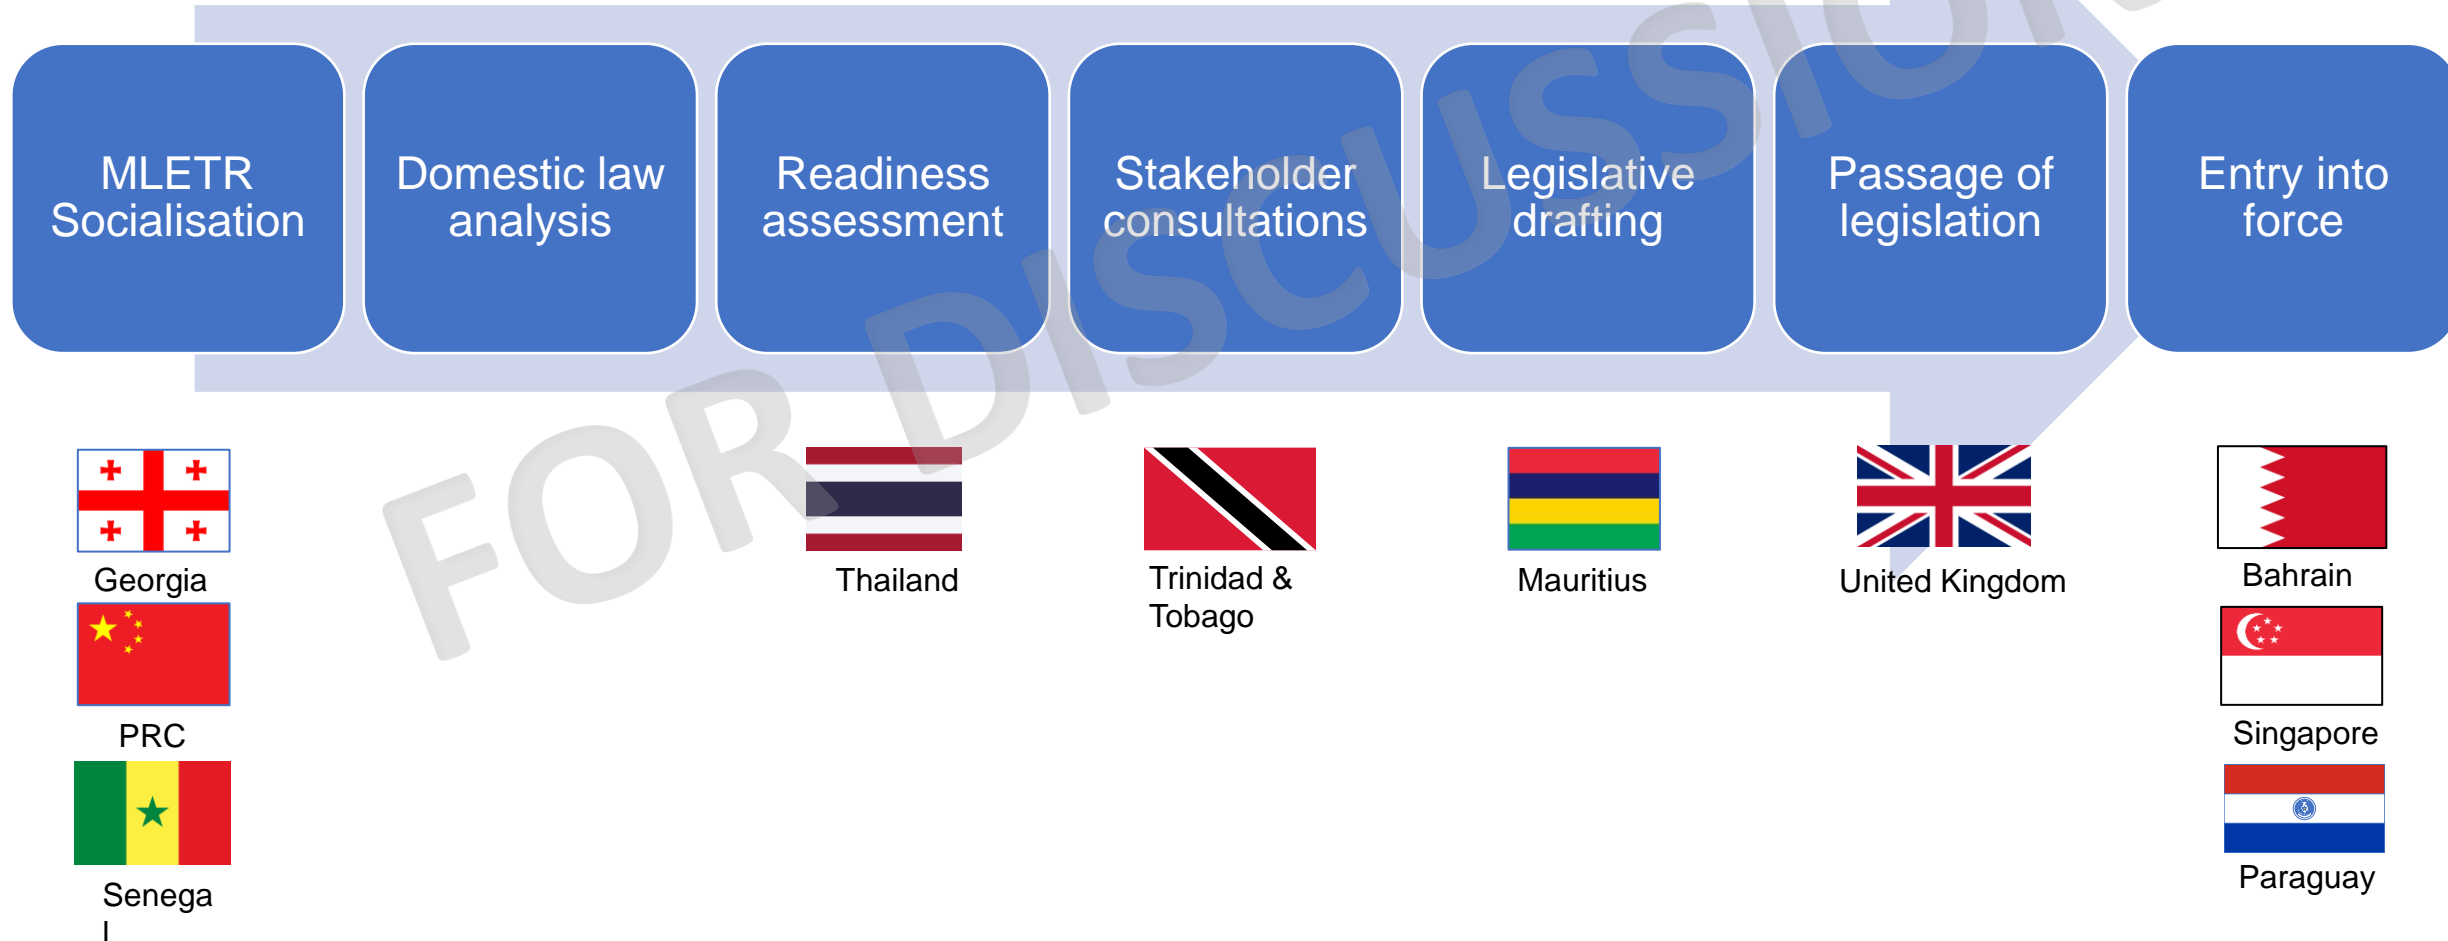 MLETR
Socialisation
Domestic law
analysis
Readiness
assessment
Stakeholder
consultations
Legislative
drafting
Passage of
legislation
Entry into
force
FOR DISCUSSION
Georgia
PRC
Senega
l
Thailand
Trinidad &
Tobago
Mauritius
United Kingdom
Bahrain
Singapore
Paraguay